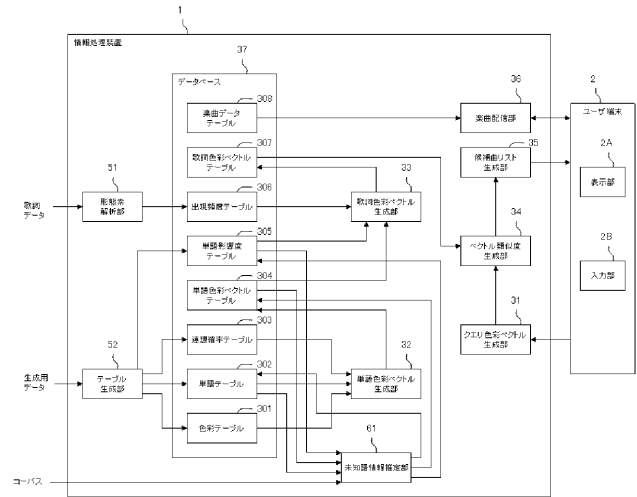 1
情報処理装置
37
データベース
308
楽曲データ
テーブル
307
歌詞色彩ベクトル
テーブル
306
出現頻度テーブル
305
単語影響度
テーブル
304
単語色彩ベクトル
テーブル
303
連想確率テーブル
302
単語テーブル
301
色彩テーブル
51
形態素
解析部
52
テーブル
生成部
歌詞
データ
生成用
データ
コーパス
33
歌詞色彩ベクトル
生成部
32
単語色彩ベクトル
生成部
61
未知語情報推定部
36
楽曲配信部
35
候補曲リスト
生成部
34
ベクトル類似度
生成部
31
クエリ色彩ベクトル
生成部
2
ユーザ端末
2A
表示部
2B
入力部